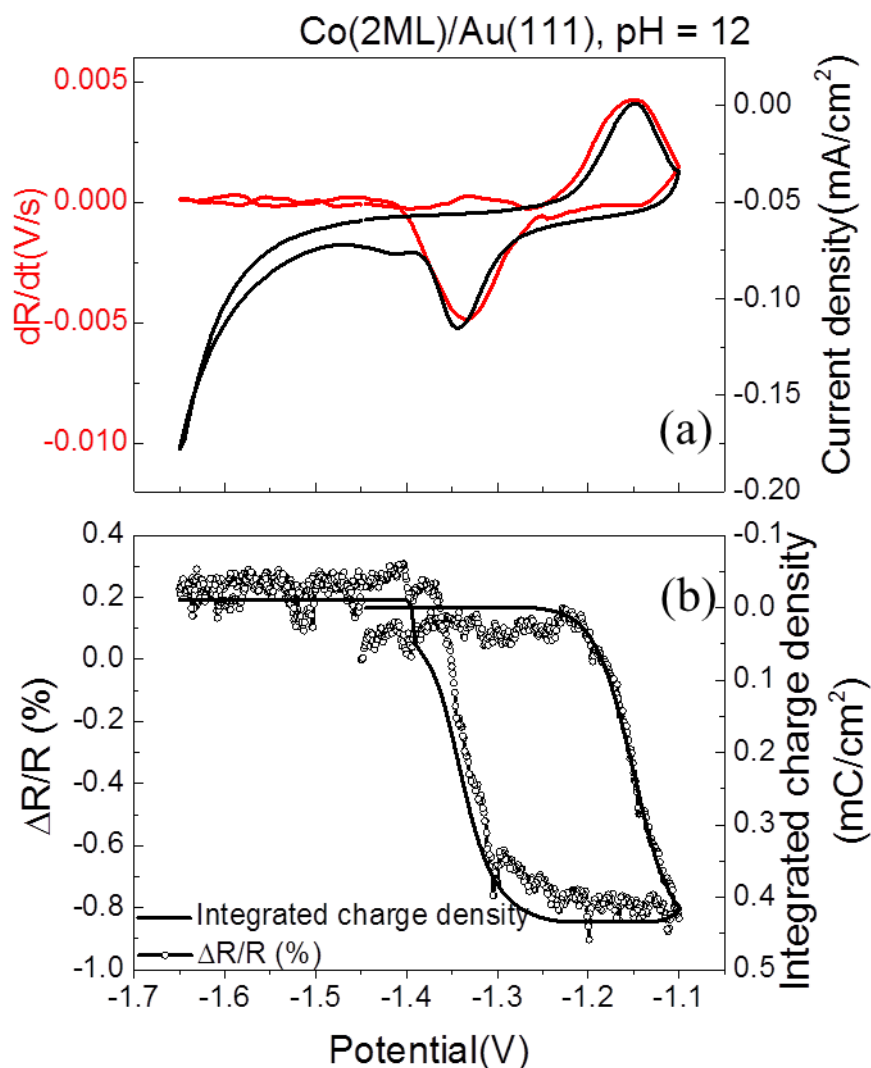 Co(2ML)/Au(111), pH = 12
0.005
0.000
-0.005
-0.010
dR/dt(V/s)
0.00
-0.05
-0.10
-0.15
-0.20
Current density(mA/cm²)
(a)
0.4
0.2
0.0
-0.2
-0.4
-0.6
-0.8
-1.0
ΔR/R (%)
-0.1
0.0
0.1
0.2
0.3
0.4
0.5
Integrated charge density
(mC/cm²)
(b)
Integrated charge density
ΔR/R (%)
-1.7 -1.6 -1.5 -1.4 -1.3 -1.2 -1.1
Potential(V)